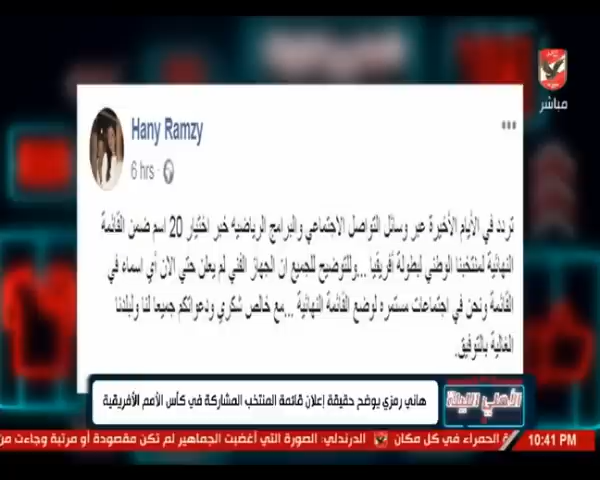 مباشر
Hany Ramzy
6 hrs
تردد في الأيام الأخيرة عبر وسائل التواصل الاجتماعي والبرامج الرياضيه خبر اختيار 20 اسم ضمن القائمة
النهائية لمنتخبنا الوطني لبطولة أفريقيا ...وللتوضيح للجميع ان الجهاز الفني لم يعلن حتي الان أي اسماء في
القائمة ونحن في اجتماعات مستمره لوضع القائمة النهائية ...مع خالص شكري ودعواتكم جميعا لنا ولبلدنا
الغالية بالتوفيق.
الأهلي الليلة
هاني رمزي يوضح حقيقة إعلان قائمة المنتخب المشاركة في كأس الأمم الأفريقية
ة الحمراء في كل مكان الدرندلي: الصورة التي أغضبت الجماهير لم تكن مقصودة أو مرتبة وجاءت من
10:41 PM